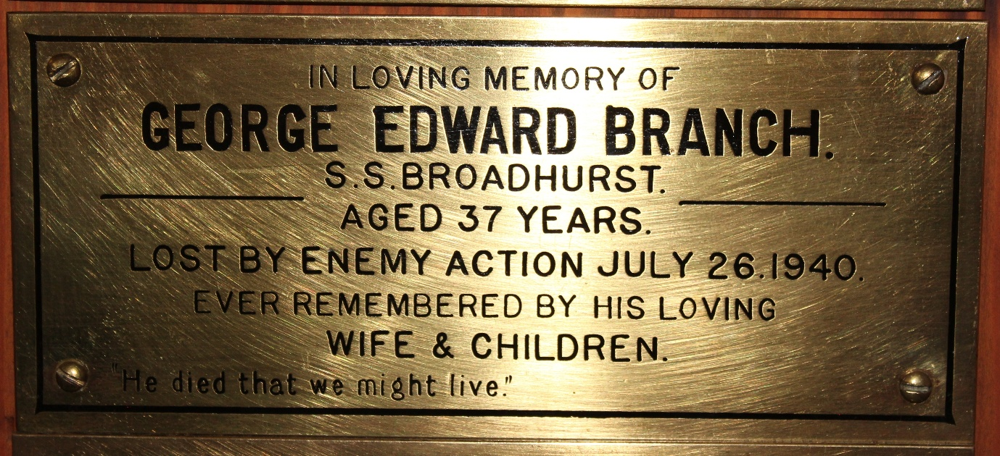 IN LOVING MEMORY OF
GEORGE EDWARD BRANCH.
S.S.BROADHURST.
AGED 37 YEARS.
LOST BY ENEMY ACTION JULY 26.1940.
EVER REMEMBERED BY HIS LOVING
WIFE & CHILDREN.
"He died that we might live."